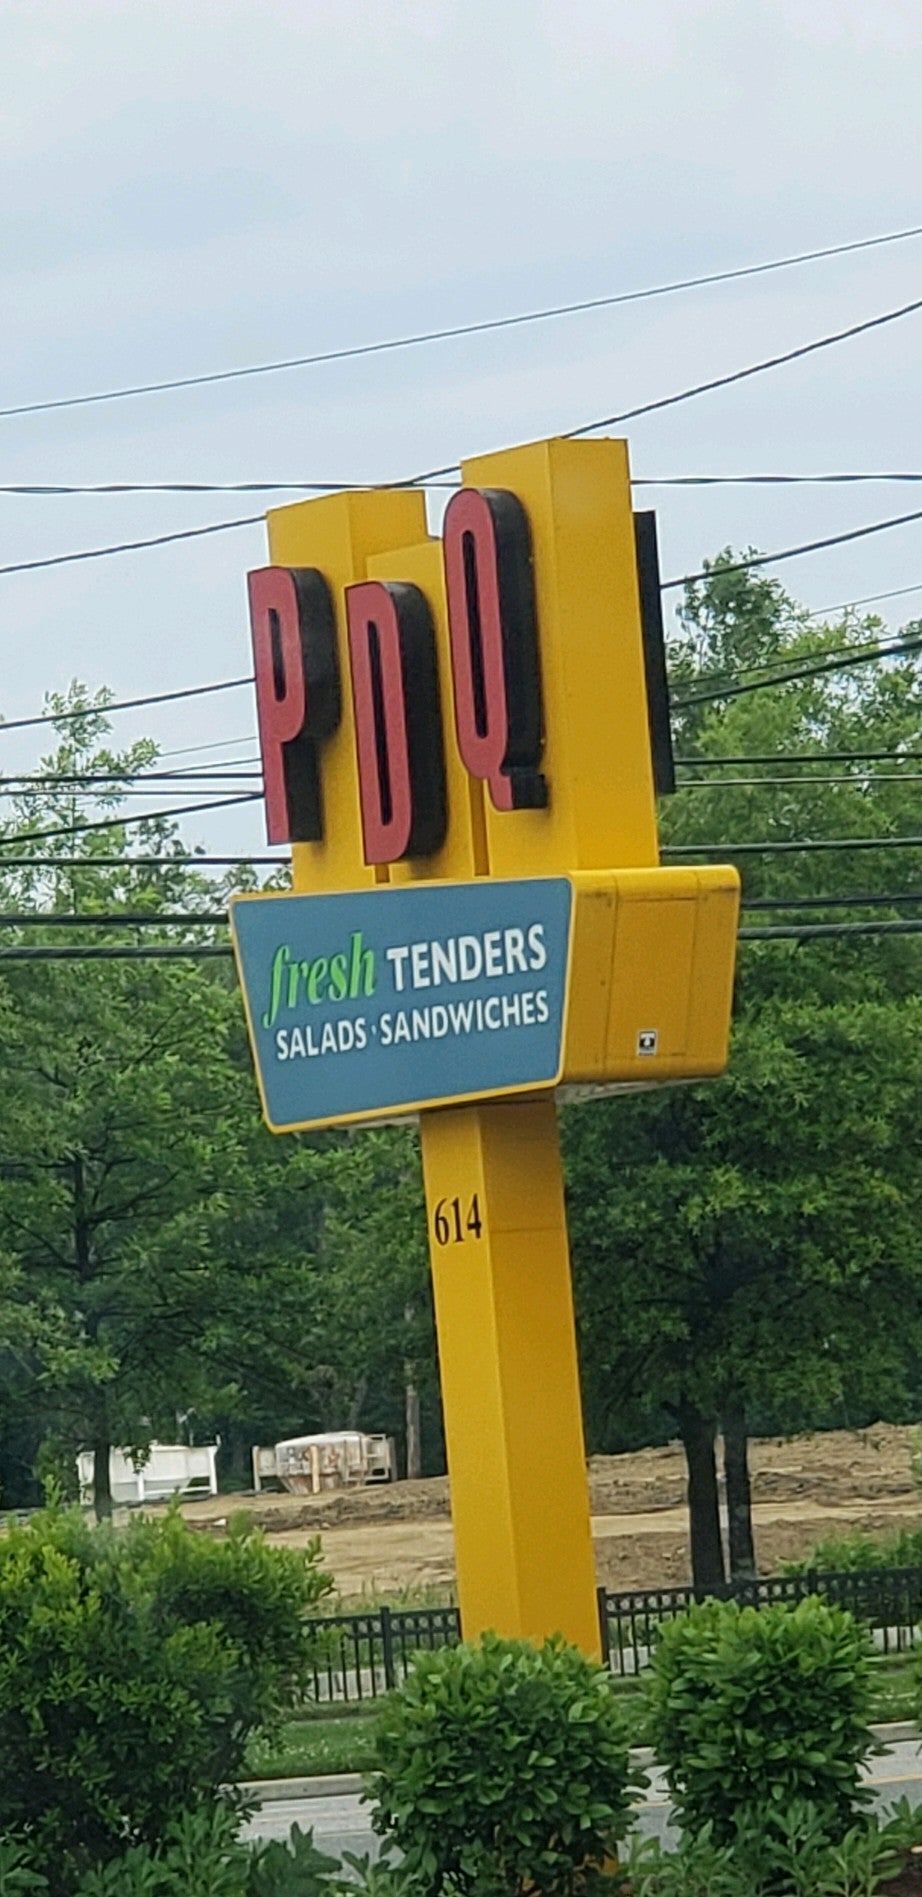 PDQ
fresh TENDERS
SALADS · SANDWICHES
614